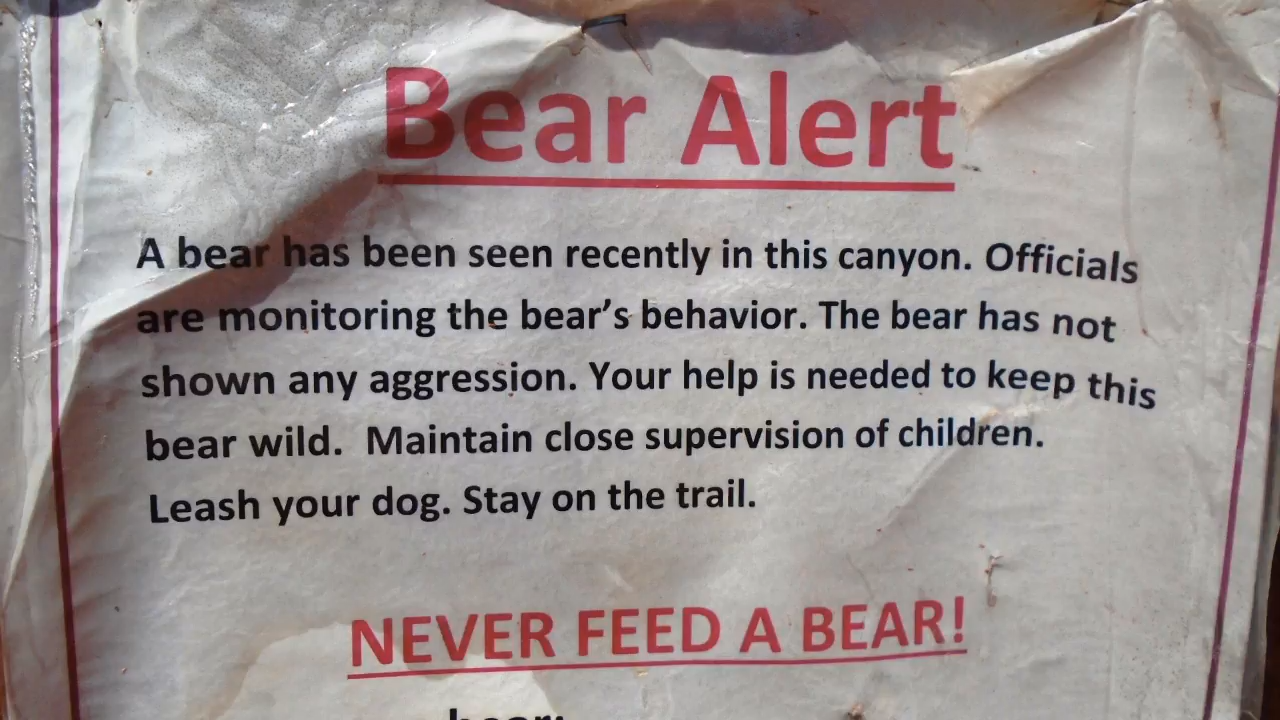 Bear Alert
A bear has been seen recently in this canyon. Officials
are monitoring the bear’s behavior. The bear has not
shown any aggression. Your help is needed to keep this
bear wild.  Maintain close supervision of children.
Leash your dog. Stay on the trail.
NEVER FEED A BEAR!
bear: